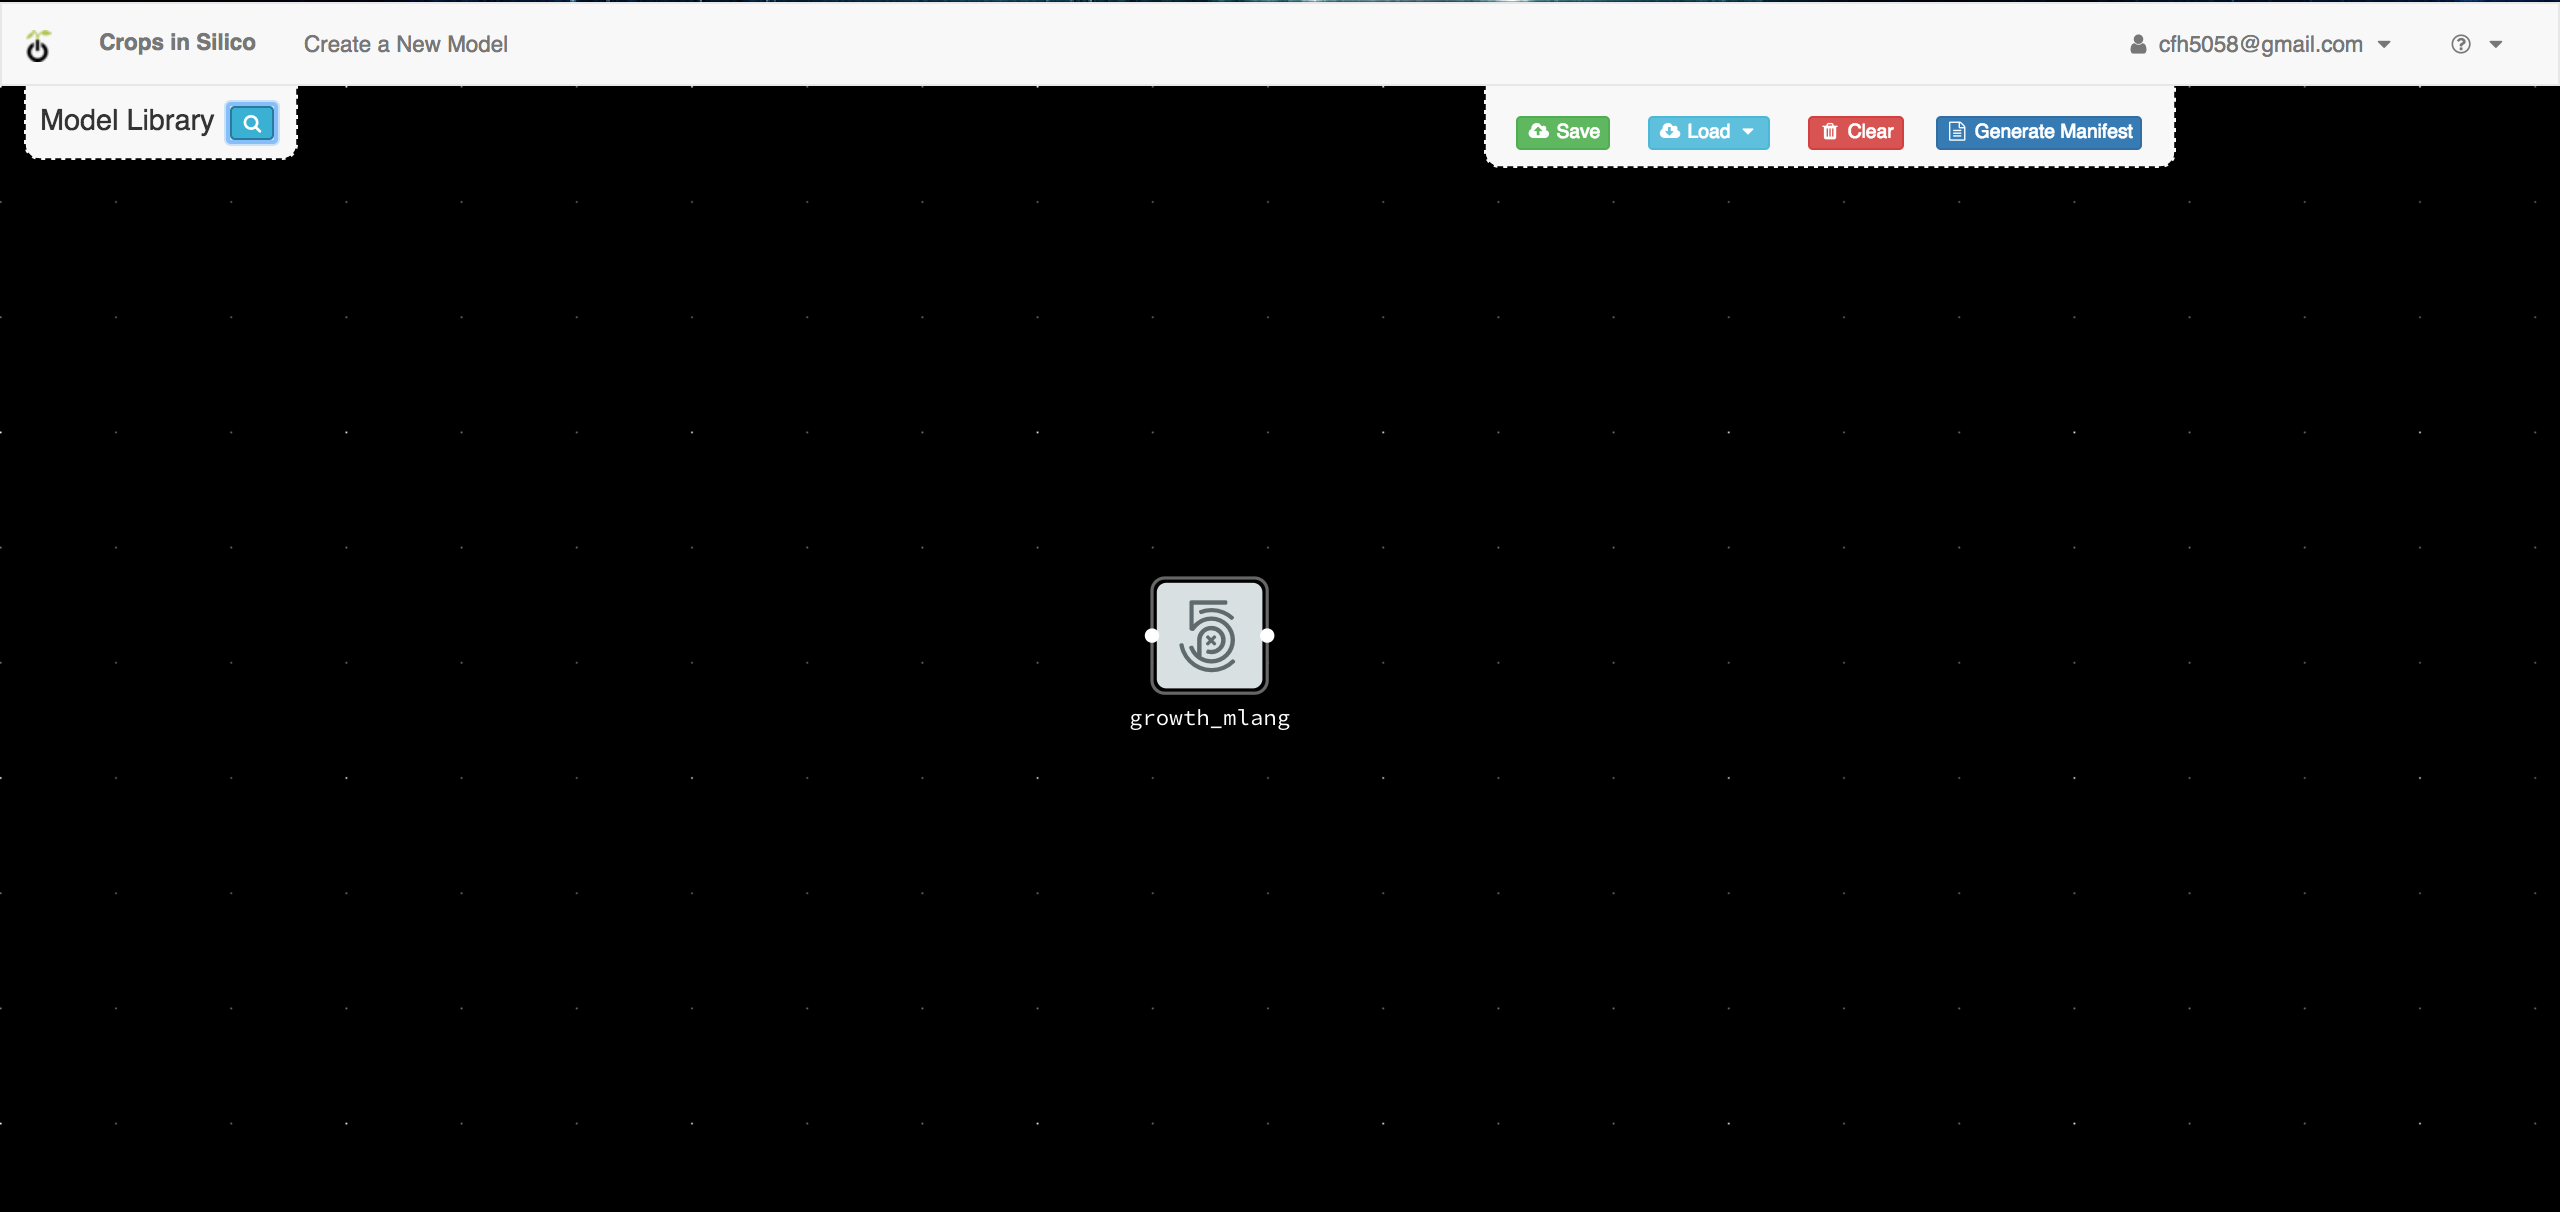 Crops in Silico
Create a New Model
cfh5058@gmail.com
Model Library
Save
Load
Clear
Generate Manifest
growth_mlang